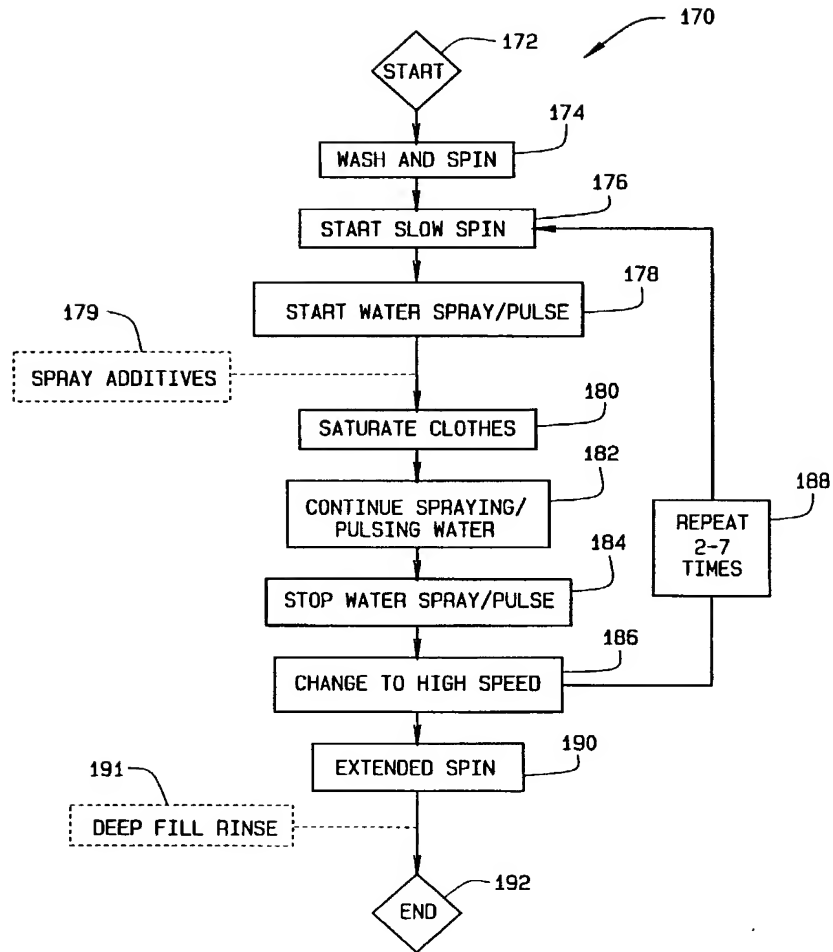 170
172
START
174
WASH AND SPIN
176
START SLOW SPIN
178
START WATER SPRAY/PULSE
179
SPRAY ADDITIVES
180
SATURATE CLOTHES
182
CONTINUE SPRAYING/
PULSING WATER
184
STOP WATER SPRAY/PULSE
188
REPEAT
2-7
TIMES
186
CHANGE TO HIGH SPEED
190
EXTENDED SPIN
191
DEEP FILL RINSE
192
END